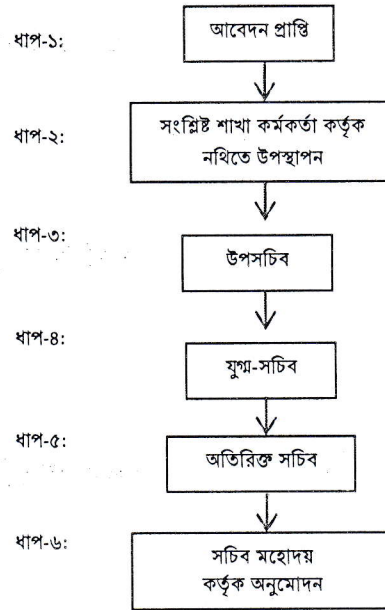 ধাপ-১:
আবেদন প্রাপ্তি
ধাপ-২:
সংশ্লিষ্ট শাখা কর্মকর্তা কর্তৃক
নথিতে উপস্থাপন
ধাপ-৩:
উপসচিব
ধাপ-৪:
যুগ্ম-সচিব
ধাপ-৫:
অতিরিক্ত সচিব
ধাপ-৬:
সচিব মহোদয়
কর্তৃক অনুমোদন